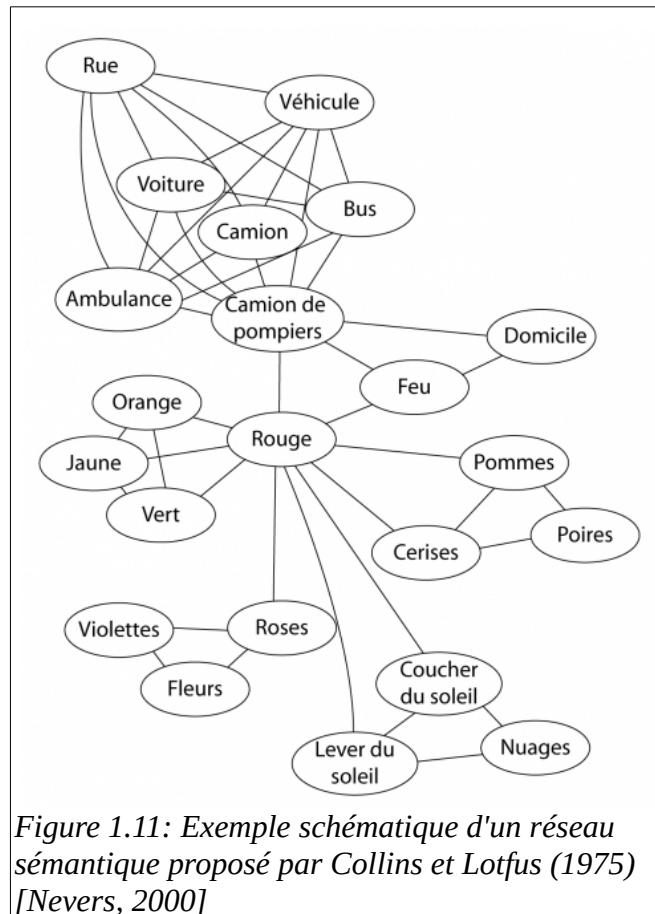 Rue
Véhicule
Voiture
Bus
Camion
Ambulance
Camion de
pompiers
Domicile
Feu
Orange
Rouge
Jaune
Pommes
Vert
Poires
Cerises
Violettes
Roses
Fleurs
Coucher
du soleil
Lever du
soleil
Nuages
Figure 1.11: Exemple schématique d'un réseau
sémantique proposé par Collins et Lotfus (1975)
[Nevers, 2000]